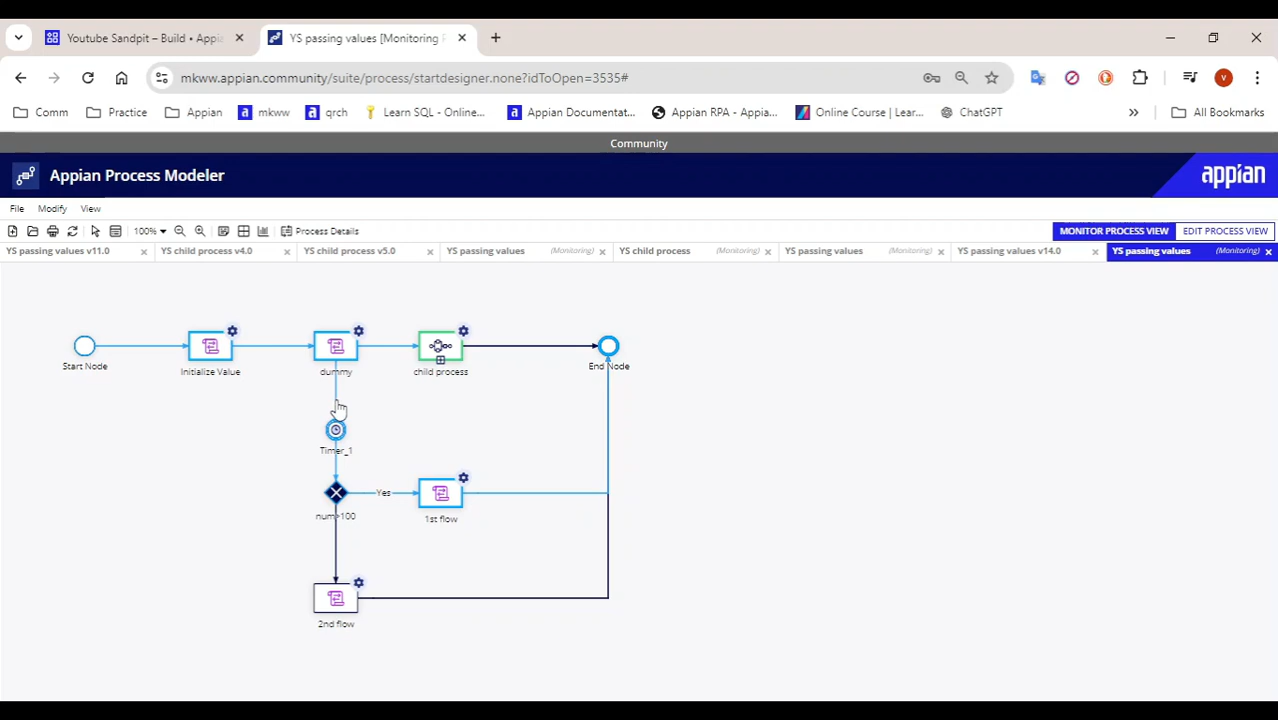 Youtube Sandpit – Build • Appi
YS passing values [Monitoring P
mkww.appian.community/suite/process/startdesigner.none?idToOpen=3535#
V
Comm
Practice
Appian
mkww
qrch
Learn SQL - Online...
Appian Documentat...
Appian RPA - Appia...
Online Course | Lear...
ChatGPT
All Bookmarks
Community
Appian Process Modeler
appian
File
Modify
View
100%
Process Details
MONITOR PROCESS VIEW
EDIT PROCESS VIEW
YS passing values v11.0
YS child process v4.0
YS child process v5.0
YS passing values (Monitoring)
YS child process (Monitoring)
YS passing values (Monitoring)
YS passing values v14.0
YS passing values (Monitoring)
Start Node
Initialize Value
dummy
child process
End Node
Timer_1
Yes
1st flow
2nd flow